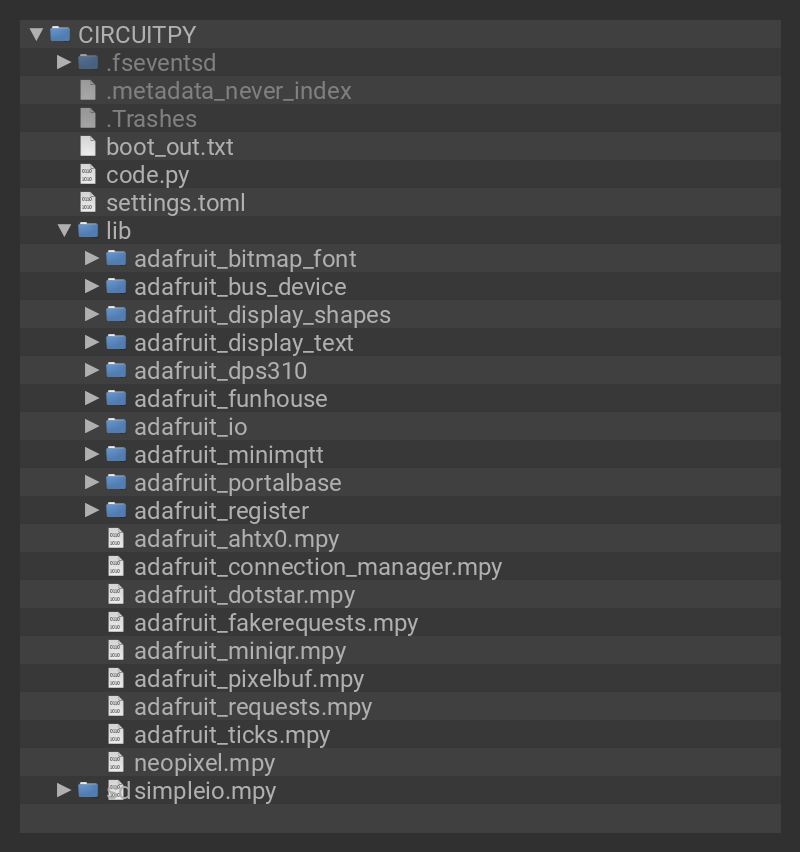 CIRCUITPY
.fseventsd
.metadata_never_index
.Trashes
boot_out.txt
code.py
settings.toml
lib
adafruit_bitmap_font
adafruit_bus_device
adafruit_display_shapes
adafruit_display_text
adafruit_dps310
adafruit_funhouse
adafruit_io
adafruit_minimqtt
adafruit_portalbase
adafruit_register
adafruit_ahtx0.mpy
adafruit_connection_manager.mpy
adafruit_dotstar.mpy
adafruit_fakerequests.mpy
adafruit_miniqr.mpy
adafruit_pixelbuf.mpy
adafruit_requests.mpy
adafruit_ticks.mpy
neopixel.mpy
sd simpleio.mpy